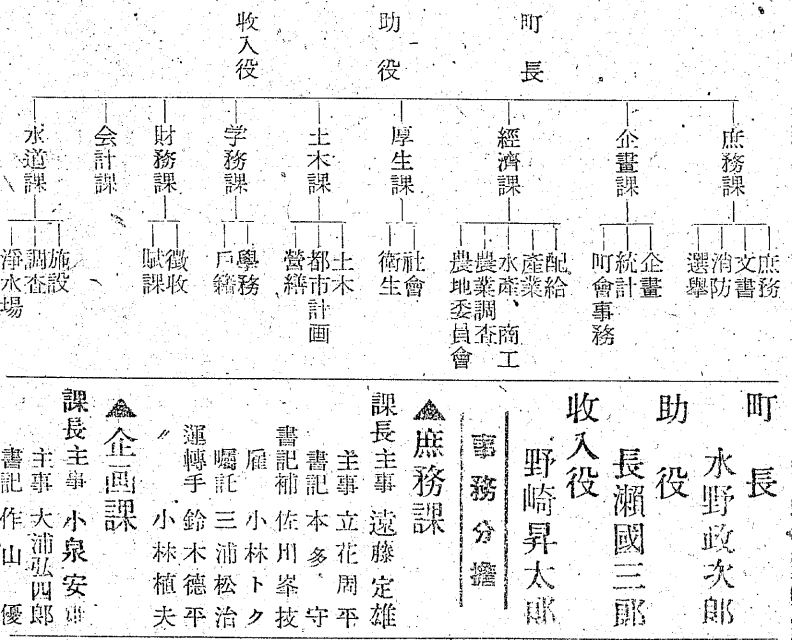 町長
助役
收入役
庶務課
庶務
文書
消防
選擧
企畫課
企畫
統計
町會事務
經濟課
配給
產業
水產、商工
農業調査
農地委員會
厚生課
社會
衛生
土木課
土木
都市計画
營繕
学務課
學務
戶籍
財務課
徵收
賦課
会計課
水道課
施設
調査
淨水場
町長
水野政次郎
助役
長瀨國三郎
收入役
野崎昇太郎
事務分擔
▲庶務課
課長主事 遠藤定雄
主事 立花周平
書記 本多守
書記補 佐川峯技
雇 小林トク
囑託 三浦松治
運轉手 鈴木德平
〃 小林植夫
▲企画課
課長主事 小泉安
主事 大浦弘四郎
書記 作山優